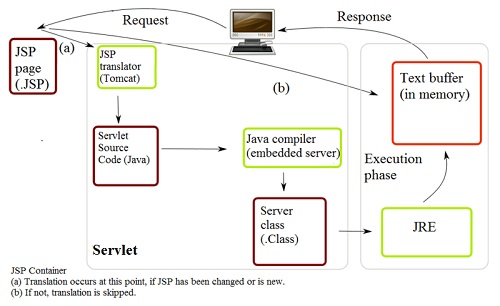 Request
Response
JSP
page
(.JSP)
(a)
JSP
translator
(Tomcat)
(b)
Text buffer
(in memory)
Servlet
Source
Code (Java)
Java compiler
(embedded server)
Execution
phase
Server
class
(.Class)
JRE
Servlet
JSP Container
(a) Translation occurs at this point, if JSP has been changed or is new.
(b) If not, translation is skipped.